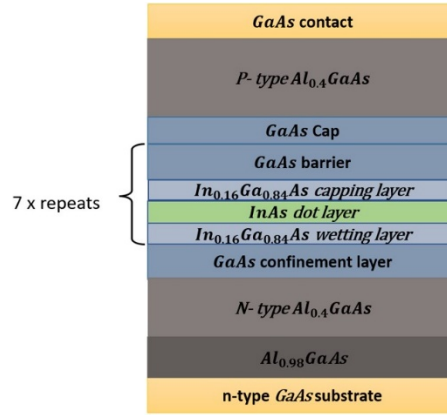 GaAs contact
P- type Al₀.₄GaAs
GaAs Cap
GaAs barrier
7 x repeats
In₀.₁₆Ga₀.₈₄As capping layer
InAs dot layer
In₀.₁₆Ga₀.₈₄As wetting layer
GaAs confinement layer
N- type Al₀.₄GaAs
Al₀.₉₈GaAs
n-type GaAs substrate